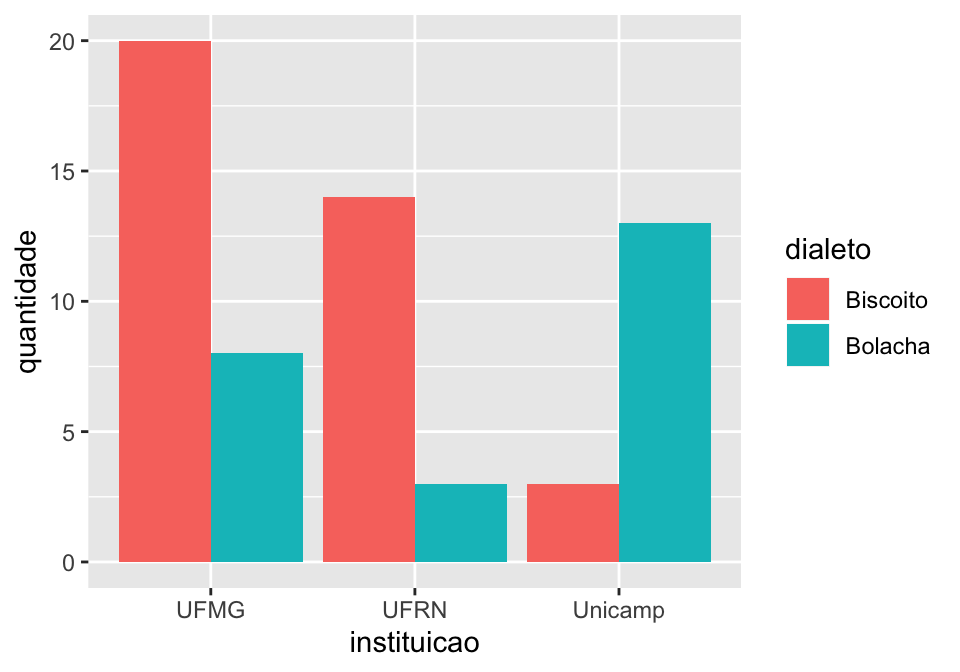 quantidade
20
15
10
5
0
UFMG
UFRN
Unicamp
instituicao
dialeto
Biscoito
Bolacha